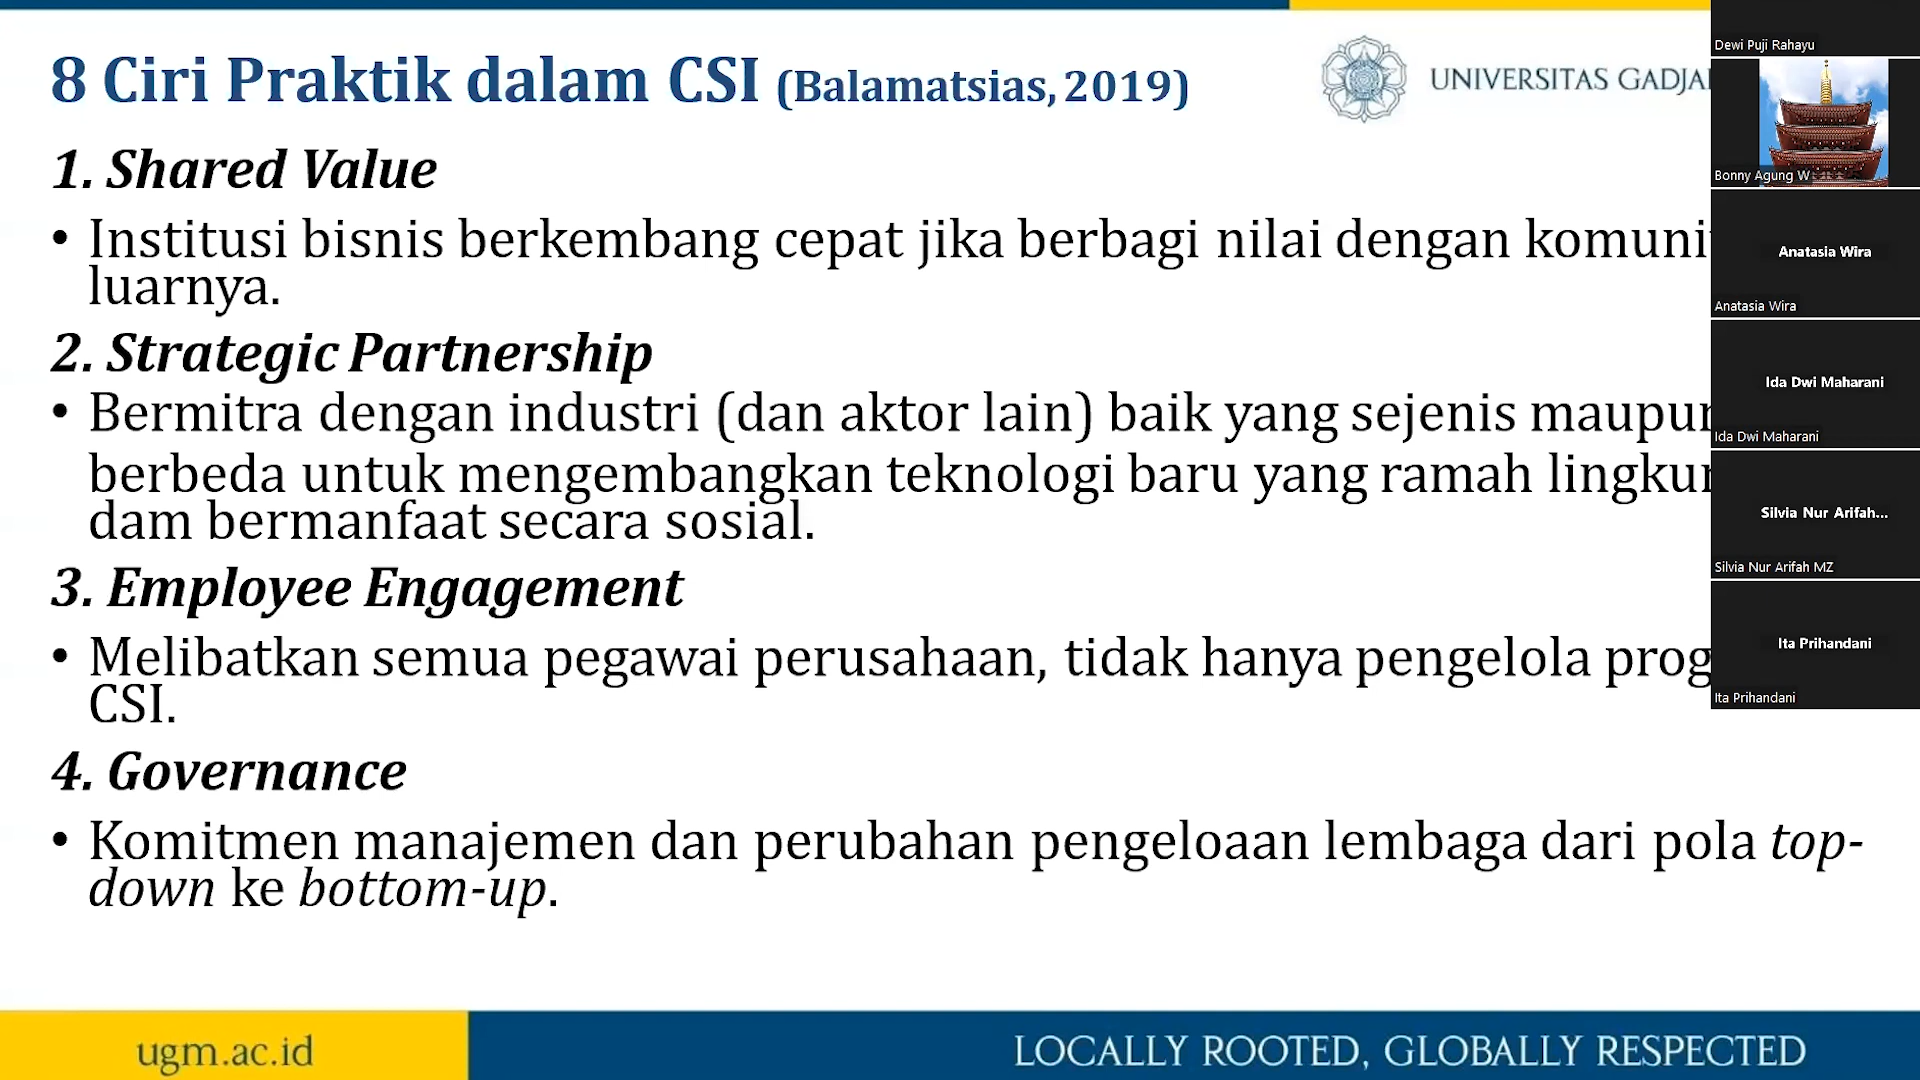 8 Ciri Praktik dalam CSI (Balamatsias, 2019)
UNIVERSITAS
1. Shared Value
• Institusi bisnis berkembang cepat jika berbagi nilai dengan
luarnya.
2. Strategic Partnership
• Bermitra dengan industri (dan aktor lain) baik yang sejenis
berbeda untuk mengembangkan teknologi baru yang ramah
dam bermanfaat secara sosial.
3. Employee Engagement
• Melibatkan semua pegawai perusahaan, tidak hanya pengelola
CSI.
4. Governance
• Komitmen manajemen dan perubahan pengeloaan lembaga dari pola top-
down ke bottom-up.
ugm.ac.id
LOCALLY ROOTED, GLOBALLY RESPECTED
Dewi Puji Rahayu
Bonny Agung W
Anatasia Wira
Anatasia Wira
Ida Dwi Maharani
Ida Dwi Maharani
Silvia Nur Arifah...
Silvia Nur Arifah MZ
Ita Prihandani
Ita Prihandani